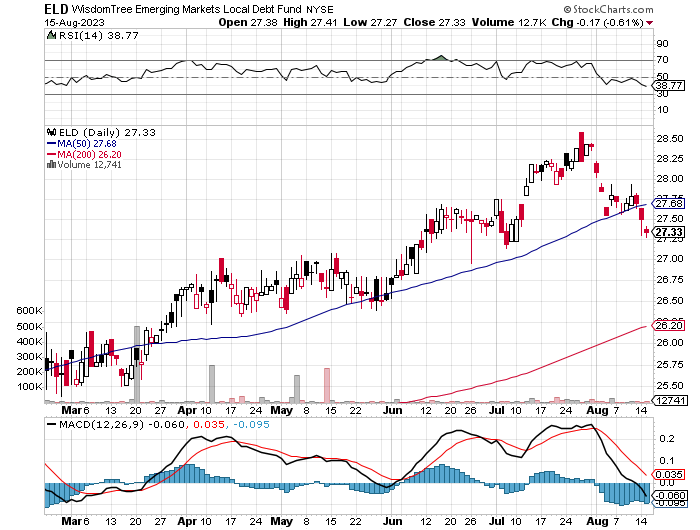 ELD WisdomTree Emerging Markets Local Debt Fund NYSE © StockCharts.com
15-Aug-2023 Open 27.38 High 27.41 Low 27.27 Close 27.33 Volume 12.7K Chg -0.17 (-0.61%)
RSI(14) 38.77
90
70
50
38.77
30
10
ELD (Daily) 27.33
MA(50) 27.68
MA(200) 26.20
Volume 12,741
28.50
28.25
28.00
27.75
27.68
27.50
27.33
27.25
27.00
26.75
26.50
26.25
26.20
26.00
25.75
25.50
12741
600K
500K
400K
300K
200K
100K
Mar 6 13 20 27 Apr 10 17 24 May 8 15 22 Jun 12 20 26 Jul 10 17 24 Aug 7 14
MACD(12,26,9) -0.060, 0.035, -0.095
0.2
0.1
0.035
0.0
-0.060
-0.095
Mar 6 13 20 27 Apr 10 17 24 May 8 15 22 Jun 12 20 26 Jul 10 17 24 Aug 7 14